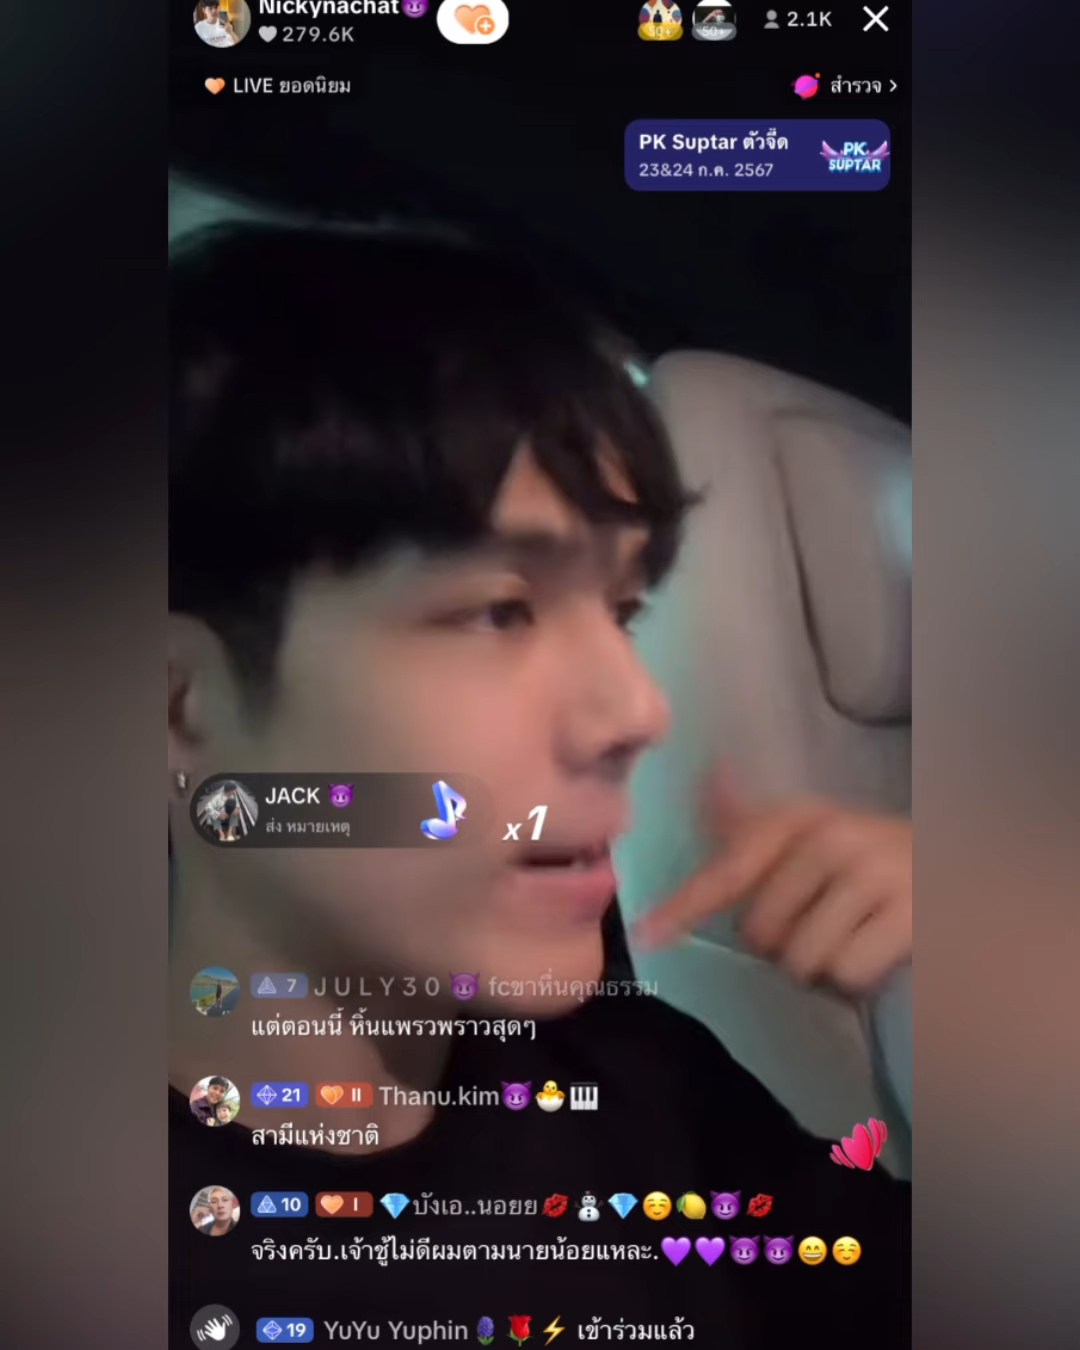 Nickynachat😈
279.6K
2.1K
50+
50+
LIVE ยอดนิยม
สำรวจ >
PK Suptar ตัวจี๊ด
23&24 ก.ค. 2567
PK
SUPTAR
JACK 😈
ส่ง หมายเหตุ
x1
7 J U L Y 3 0 😈 fcขาหื่นคุณธรรม
แต่ตอนนี้ หิ้นแพรวพราวสุดๆ
21 II Thanu.kim😈🐣🎹
สามีแห่งชาติ
10 I 💎บังเอ..นอยย💋⛄💎☺️🍋😈💋
จริงครับ.เจ้าชู้ไม่ดีผมตามนายน้อยแหละ.💜💜😈😈😄☺️
19 YuYu Yuphin🪻🌹⚡ เข้าร่วมแล้ว